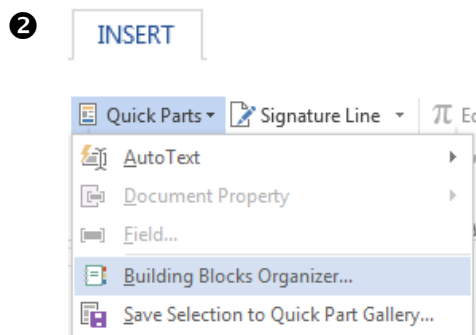 ❷ INSERT
Quick Parts Signature Line π
AutoText
Document Property
Field...
Building Blocks Organizer...
Save Selection to Quick Part Gallery...